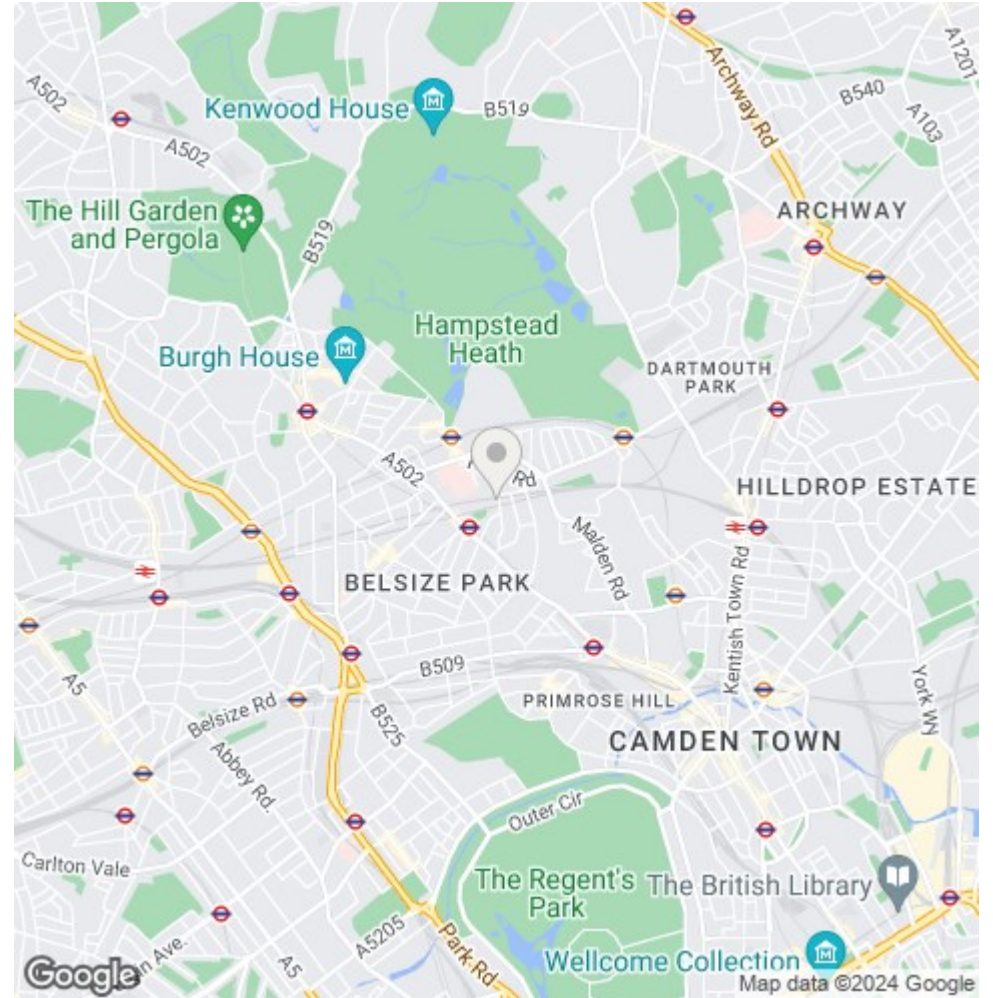 A1201
A502
Kenwood House
B519
Archway Rd
B540
A103
A502
The Hill Garden
and Pergola
B519
ARCHWAY
Hampstead
Heath
Burgh House
DARTMOUTH
PARK
A502
Rd
HILLDROP ESTATE
Malden Rd
BELSIZE PARK
Kentish Town Rd
B509
A5
PRIMROSE HILL
York Wy
Belsize Rd
B525
CAMDEN TOWN
Abbey Rd.
Outer Cir
Carlton Vale
The Regent's
Park
The British Library
A5205
Park Rd
A5
an Ave.
Wellcome Collection
Google
Map data ©2024 Google